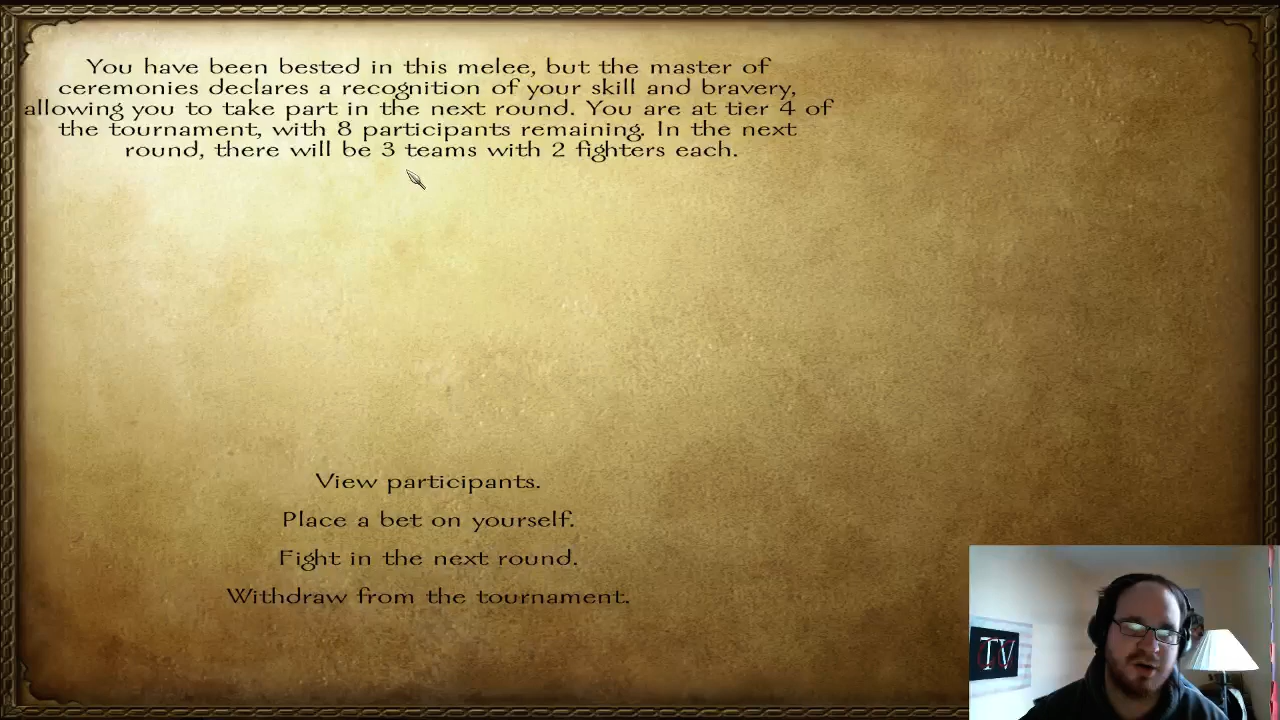 You have been bested in this melee, but the master of
ceremonies declares a recognition of your skill and bravery,
allowing you to take part in the next round. You are at tier 4 of
the tournament, with 8 participants remaining. In the next
round, there will be 3 teams with 2 fighters each.
View participants.
Place a bet on yourself.
Fight in the next round.
Withdraw from the tournament.
TV